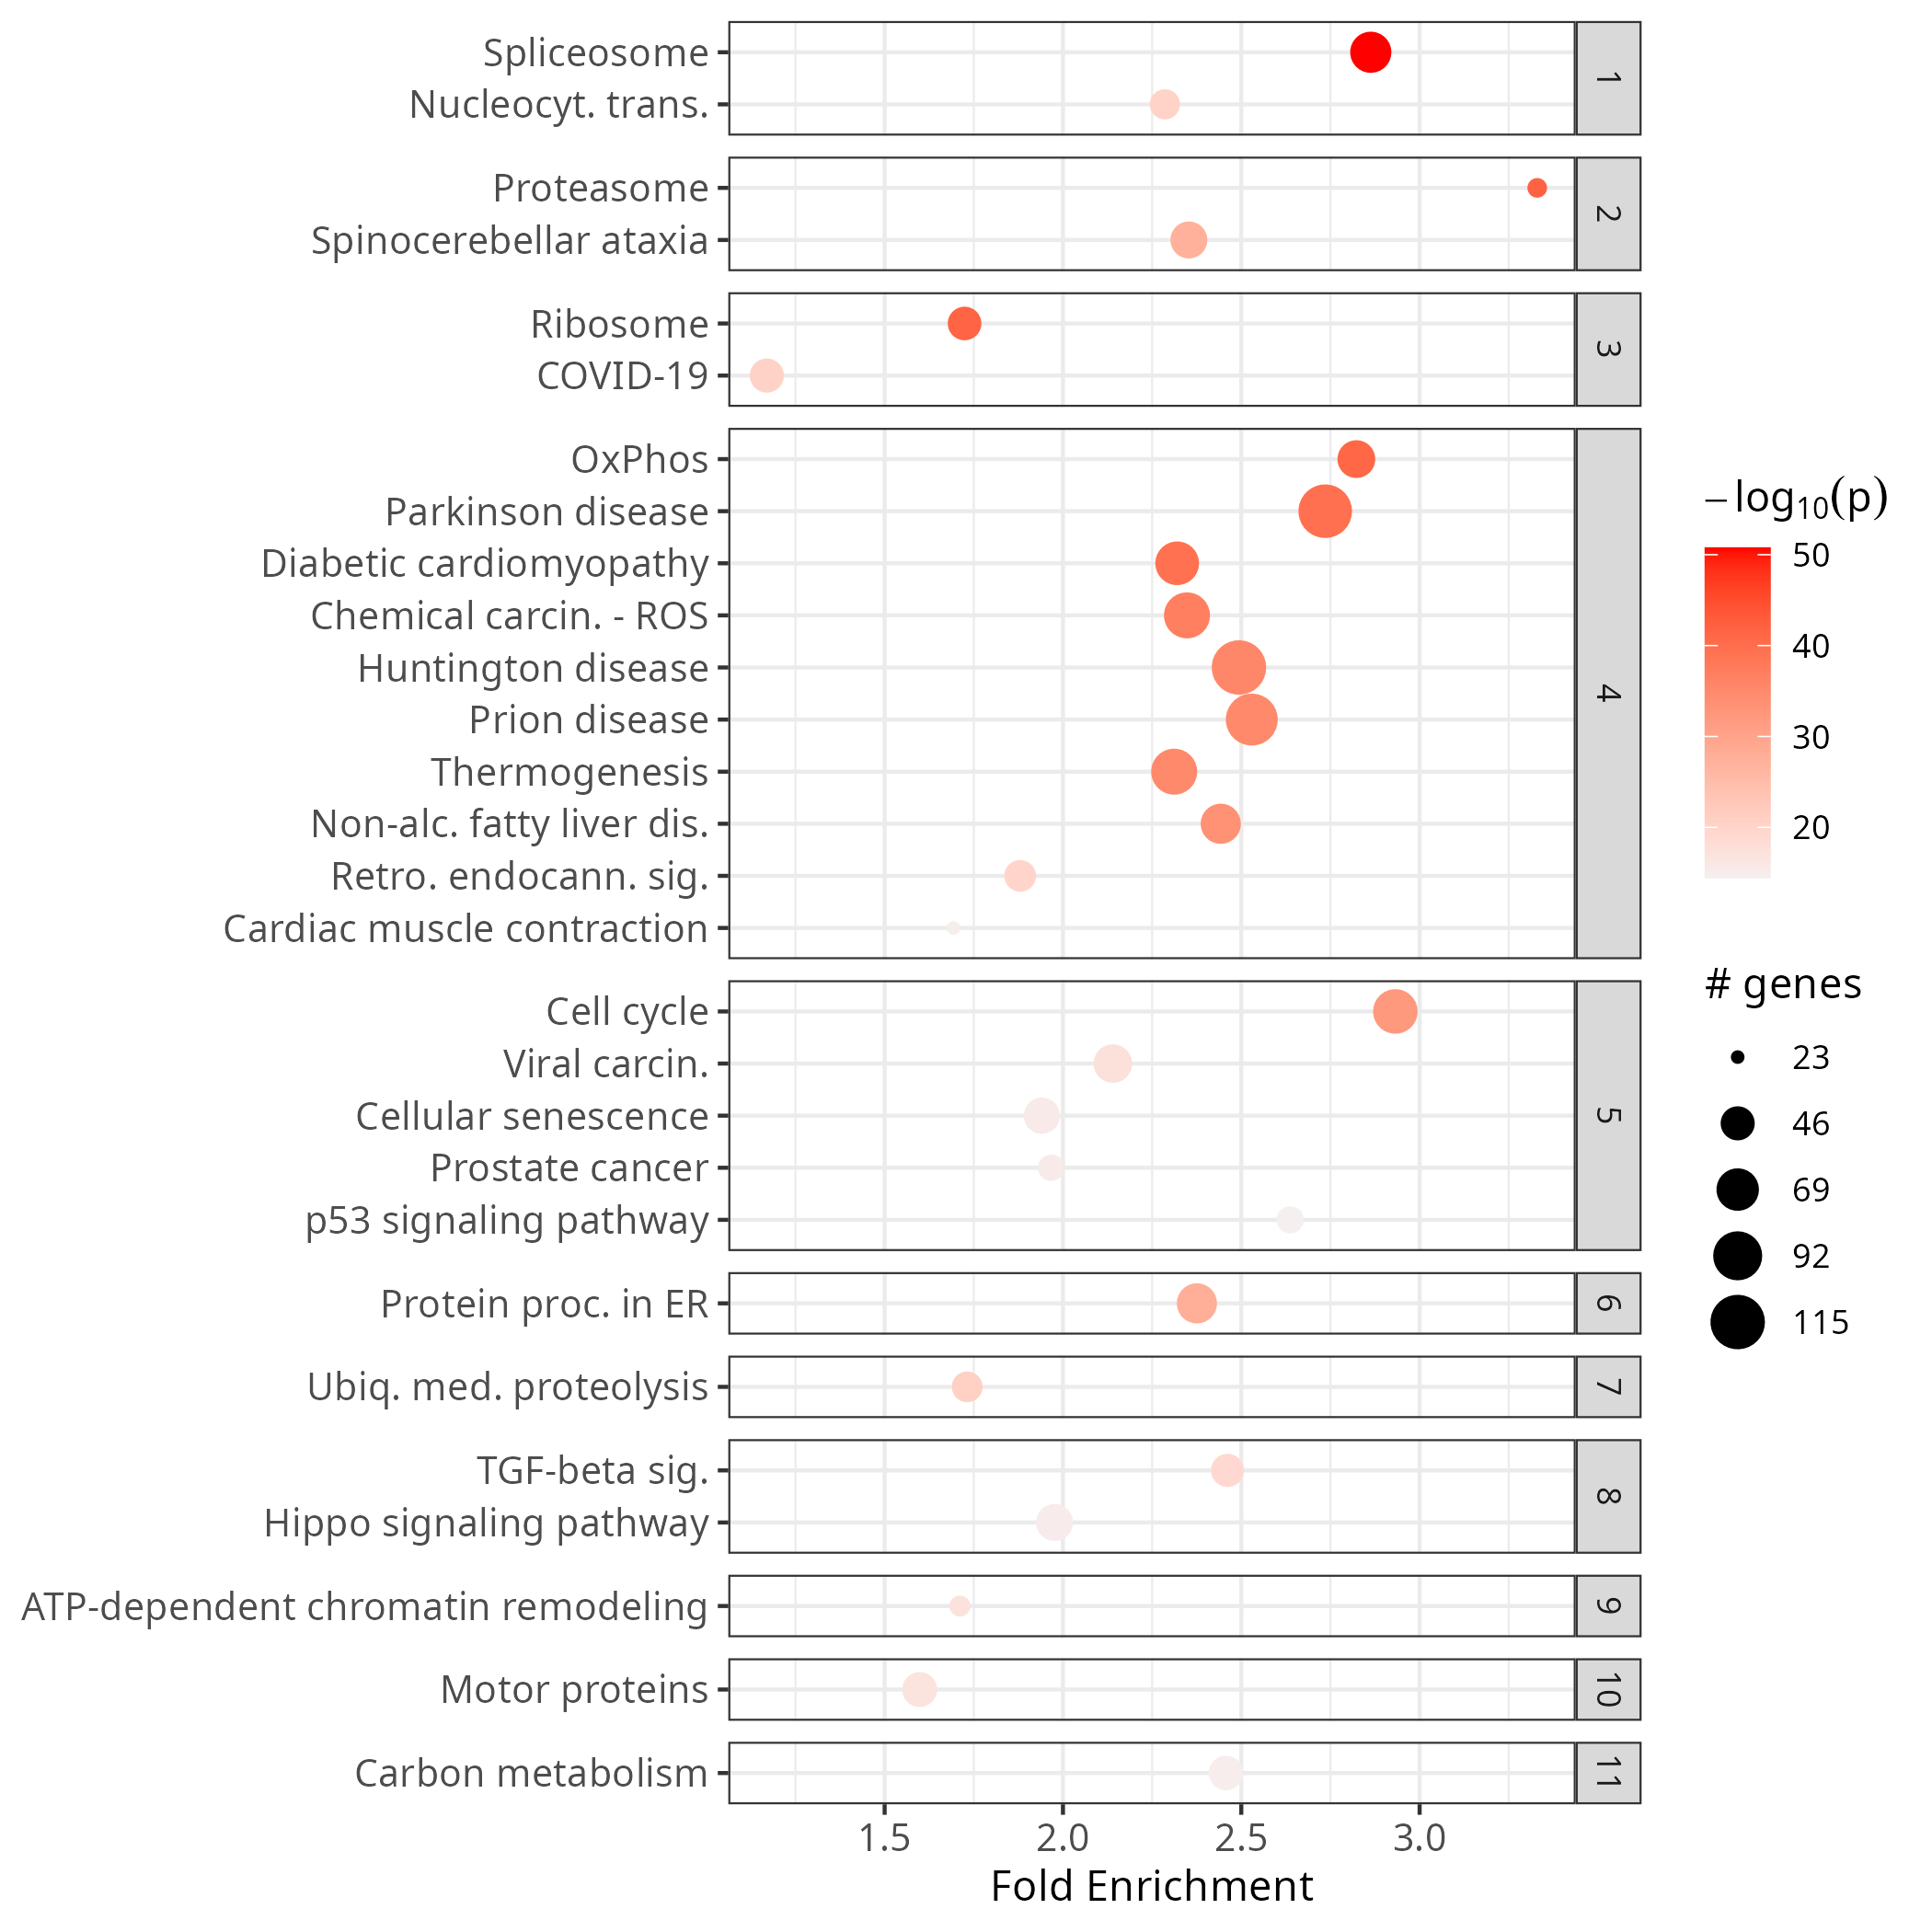 Spliceosome
Nucleocyt. trans.
1
Proteasome
Spinocerebellar ataxia
2
Ribosome
COVID-19
3
OxPhos
Parkinson disease
Diabetic cardiomyopathy
Chemical carcin. - ROS
Huntington disease
Prion disease
Thermogenesis
Non-alc. fatty liver dis.
Retro. endocann. sig.
Cardiac muscle contraction
4
Cell cycle
Viral carcin.
Cellular senescence
Prostate cancer
p53 signaling pathway
5
Protein proc. in ER
6
Ubiq. med. proteolysis
7
TGF-beta sig.
Hippo signaling pathway
8
ATP-dependent chromatin remodeling
9
Motor proteins
10
Carbon metabolism
11
1.5 2.0 2.5 3.0
Fold Enrichment
−log₁₀(p)
50
40
30
20
# genes
23
46
69
92
115